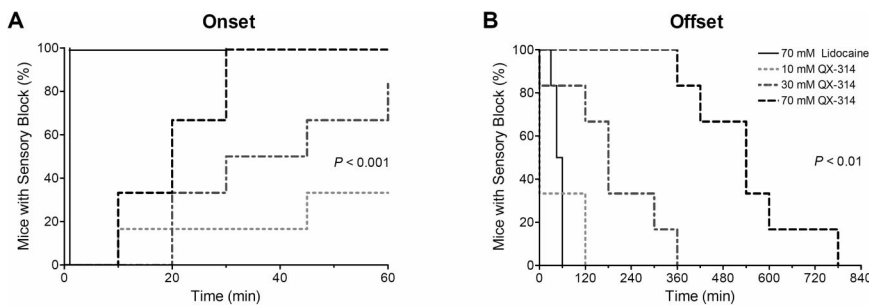 A
Onset
Mice with Sensory Block (%)
100
80
60
40
20
0
P < 0.001
0
20
40
60
Time (min)
B
Offset
Mice with Sensory Block (%)
100
80
60
40
20
0
70 mM Lidocaine
10 mM QX-314
30 mM QX-314
70 mM QX-314
P < 0.01
0
120
240
360
480
600
720
840
Time (min)